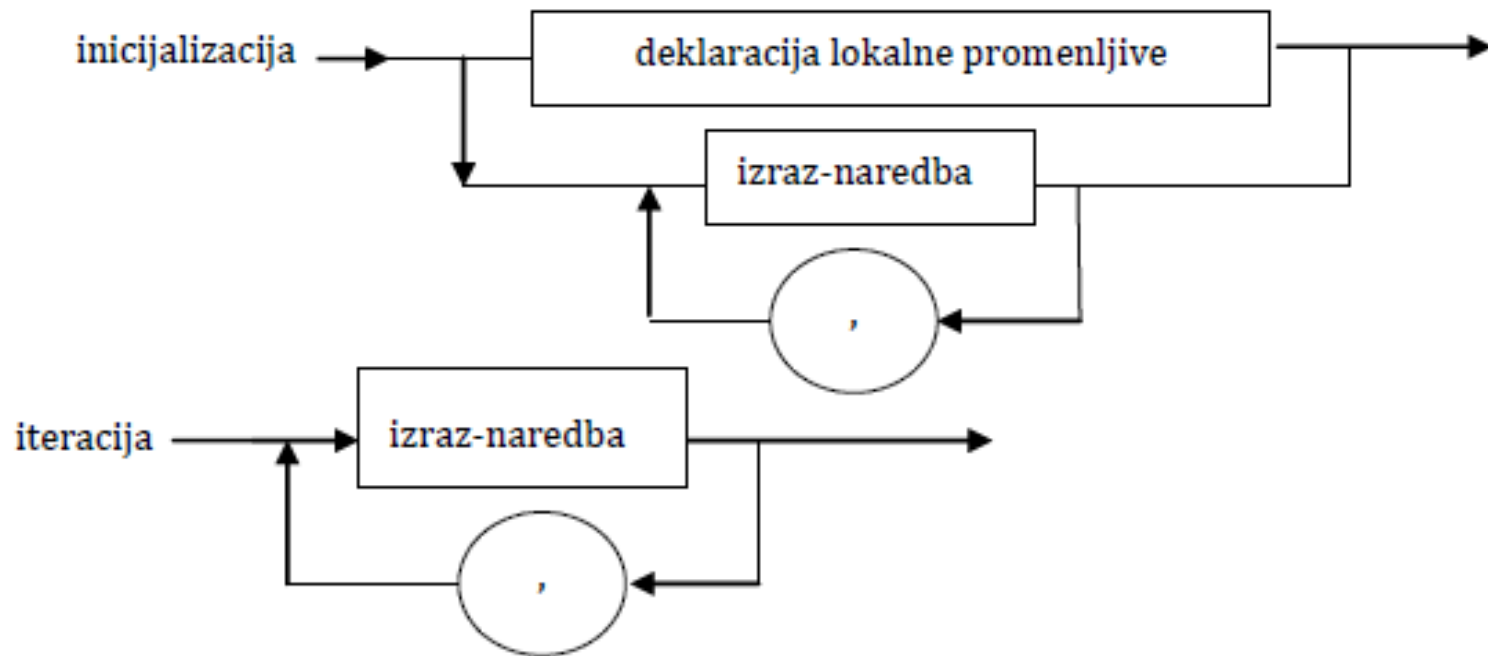 inicijalizacija
deklaracija lokalne promenljive
izraz-naredba
,
iteracija
izraz-naredba
,